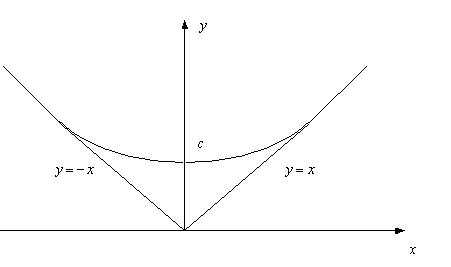 y
c
y = − x
y = x
x